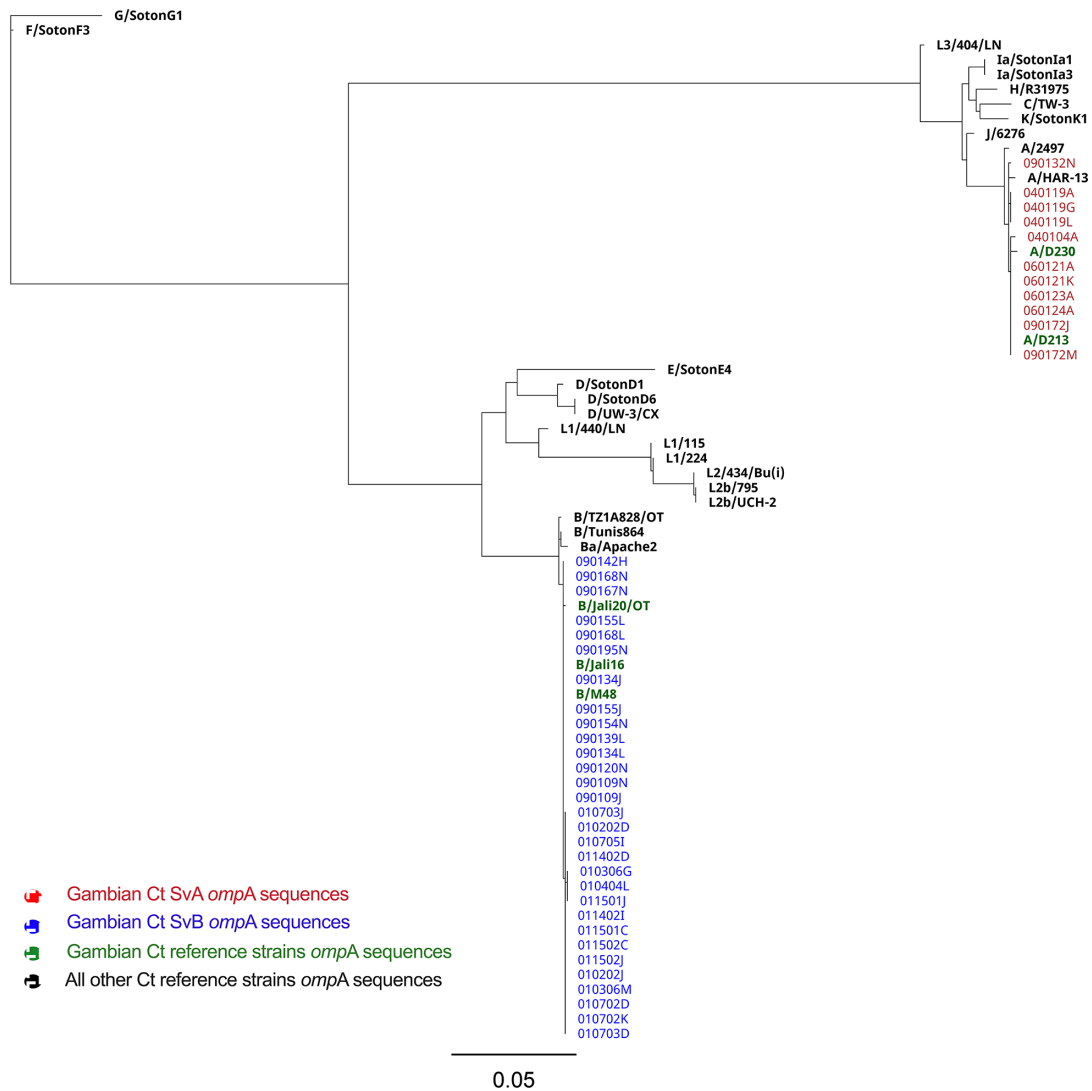 G/SotonG1
F/SotonF3
L3/404/LN
Ia/SotonIa1
Ia/SotonIa3
H/R31975
C/TW-3
K/SotonK1
J/6276
A/2497
090132N
A/HAR-13
040119A
040119G
040119L
040104A
A/D230
060121A
060121K
060123A
060124A
090172J
A/D213
090172M
E/SotonE4
D/SotonD1
D/SotonD6
D/UW-3/CX
L1/440/LN
L1/115
L1/224
L2/434/Bu(i)
L2b/795
L2b/UCH-2
B/TZ1A828/OT
B/Tunis864
Ba/Apache2
090142H
090168N
090167N
B/Jali20/OT
090155L
090168L
090195N
B/Jali16
090134J
B/M48
090155J
090154N
090139L
090134L
090120N
090109N
090109J
010703J
010202D
010705I
011402D
010306G
010404L
011501J
011402I
011501C
011502C
011502J
010202J
010306M
010702D
010702K
010703D
Gambian Ct SvA ompA sequences
Gambian Ct SvB ompA sequences
Gambian Ct reference strains ompA sequences
All other Ct reference strains ompA sequences
0.05